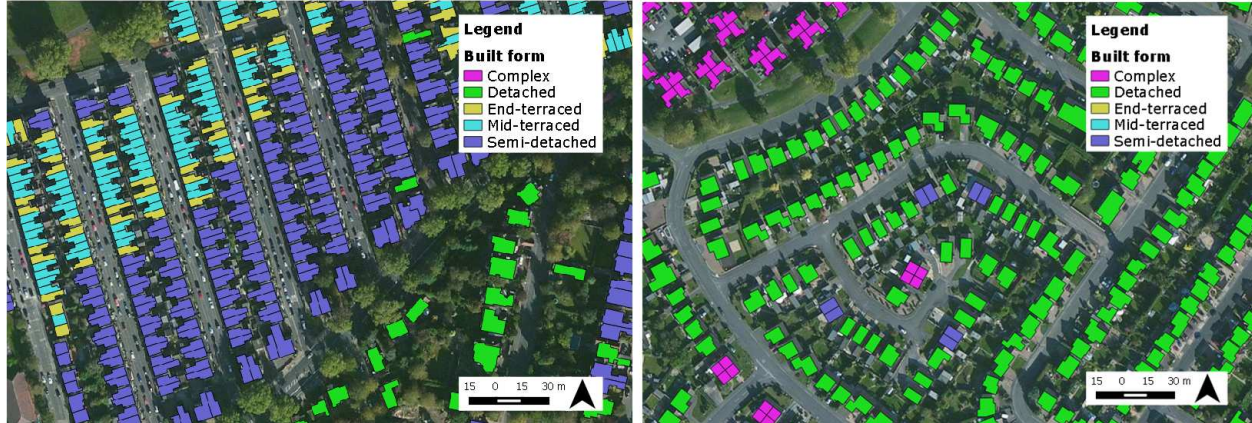 Legend
Built form
Complex
Detached
End-terraced
Mid-terraced
Semi-detached
15 0 15 30 m
Legend
Built form
Complex
Detached
End-terraced
Mid-terraced
Semi-detached
15 0 15 30 m